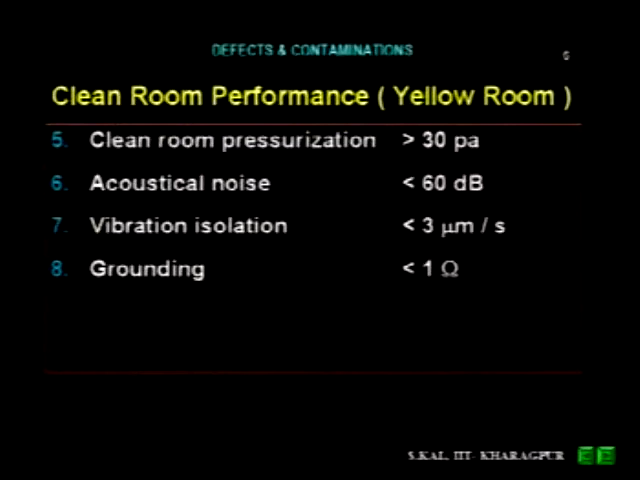 DEFECTS & CONTAMINATIONS
Clean Room Performance ( Yellow Room )
5. Clean room pressurization > 30 pa
6. Acoustical noise < 60 dB
7. Vibration isolation < 3 μm / s
8. Grounding < 1 Ω
S.KAL, IIT- KHARAGPUR